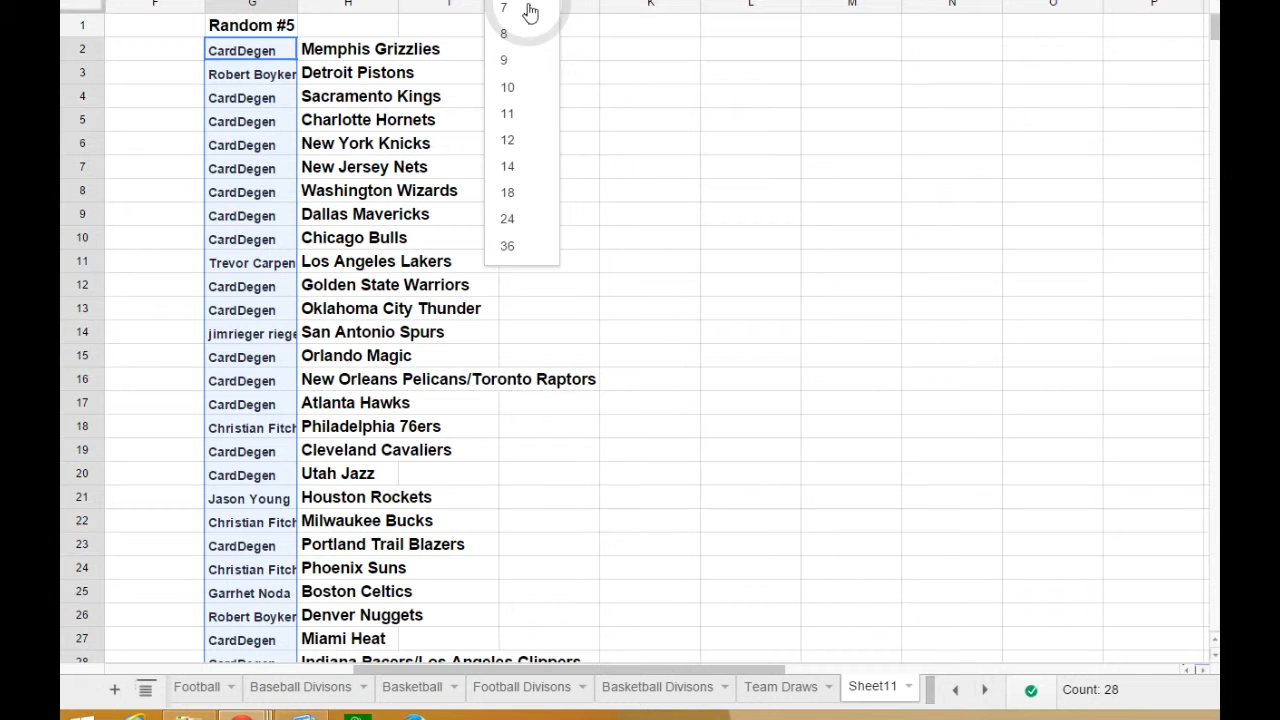 F G H I K L M N O P
1 Random #5
2 CardDegen Memphis Grizzlies
3 Robert Boyker Detroit Pistons
4 CardDegen Sacramento Kings
5 CardDegen Charlotte Hornets
6 CardDegen New York Knicks
7 CardDegen New Jersey Nets
8 CardDegen Washington Wizards
9 CardDegen Dallas Mavericks
10 CardDegen Chicago Bulls
11 Trevor Carpen Los Angeles Lakers
12 CardDegen Golden State Warriors
13 CardDegen Oklahoma City Thunder
14 jimrieger riege San Antonio Spurs
15 CardDegen Orlando Magic
16 CardDegen New Orleans Pelicans/Toronto Raptors
17 CardDegen Atlanta Hawks
18 Christian Fitch Philadelphia 76ers
19 CardDegen Cleveland Cavaliers
20 CardDegen Utah Jazz
21 Jason Young Houston Rockets
22 Christian Fitch Milwaukee Bucks
23 CardDegen Portland Trail Blazers
24 Christian Fitch Phoenix Suns
25 Garrhet Noda Boston Celtics
26 Robert Boyker Denver Nuggets
27 CardDegen Miami Heat
28 CardDegen Indiana Pacers/Los Angeles Clippers
7
8
9
10
11
12
14
18
24
36
Football Baseball Divisons Basketball Football Divisons Basketball Divisons Team Draws Sheet11 Count: 28